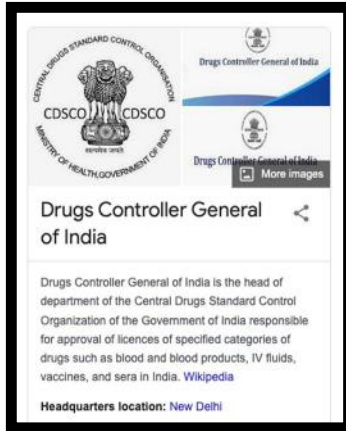 CENTRAL DRUGS STANDARD CONTROL ORGANISATION
CDSCO CDSCO
सत्यमेव जयते
MINISTRY OF HEALTH,GOVERNMENT OF INDIA
Drugs Controller General of India
Drugs Controller General of India
More images
Drugs Controller General
of India
Drugs Controller General of India is the head of
department of the Central Drugs Standard Control
Organization of the Government of India responsible
for approval of licences of specified categories of
drugs such as blood and blood products, IV fluids,
vaccines, and sera in India. Wikipedia
Headquarters location: New Delhi